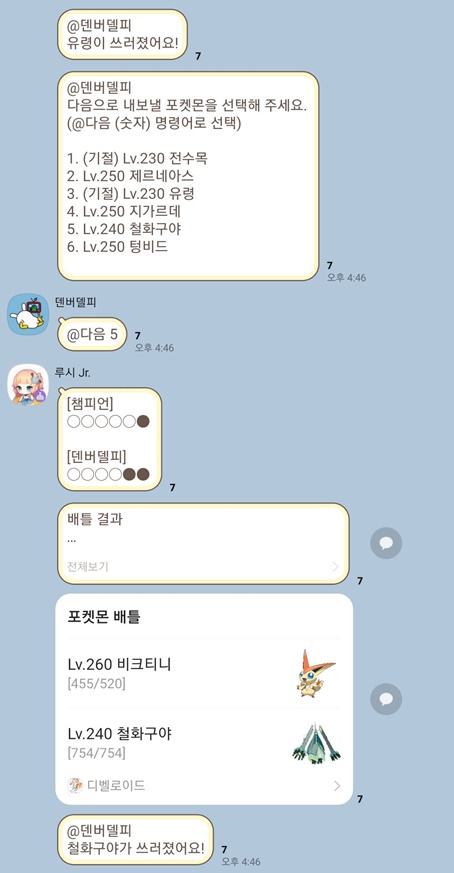 @덴버델피
유령이 쓰러졌어요!
7
@덴버델피
다음으로 내보낼 포켓몬을 선택해 주세요.
(@다음 (숫자) 명령어로 선택)
1. (기절) Lv.230 전수목
2. Lv.250 제르네아스
3. (기절) Lv.230 유령
4. Lv.250 지가르데
5. Lv.240 철화구야
6. Lv.250 텅비드
7
오후 4:46
덴버델피
@다음 5
7
오후 4:46
루시 Jr.
[챔피언]
○○○○○●
[덴버델피]
○○○○●●
7
배틀 결과
...
전체보기
7
포켓몬 배틀
Lv.260 비크티니
[455/520]
Lv.240 철화구야
[754/754]
디벨로이드
7
@덴버델피
철화구야가 쓰러졌어요!
7
오후 4:46